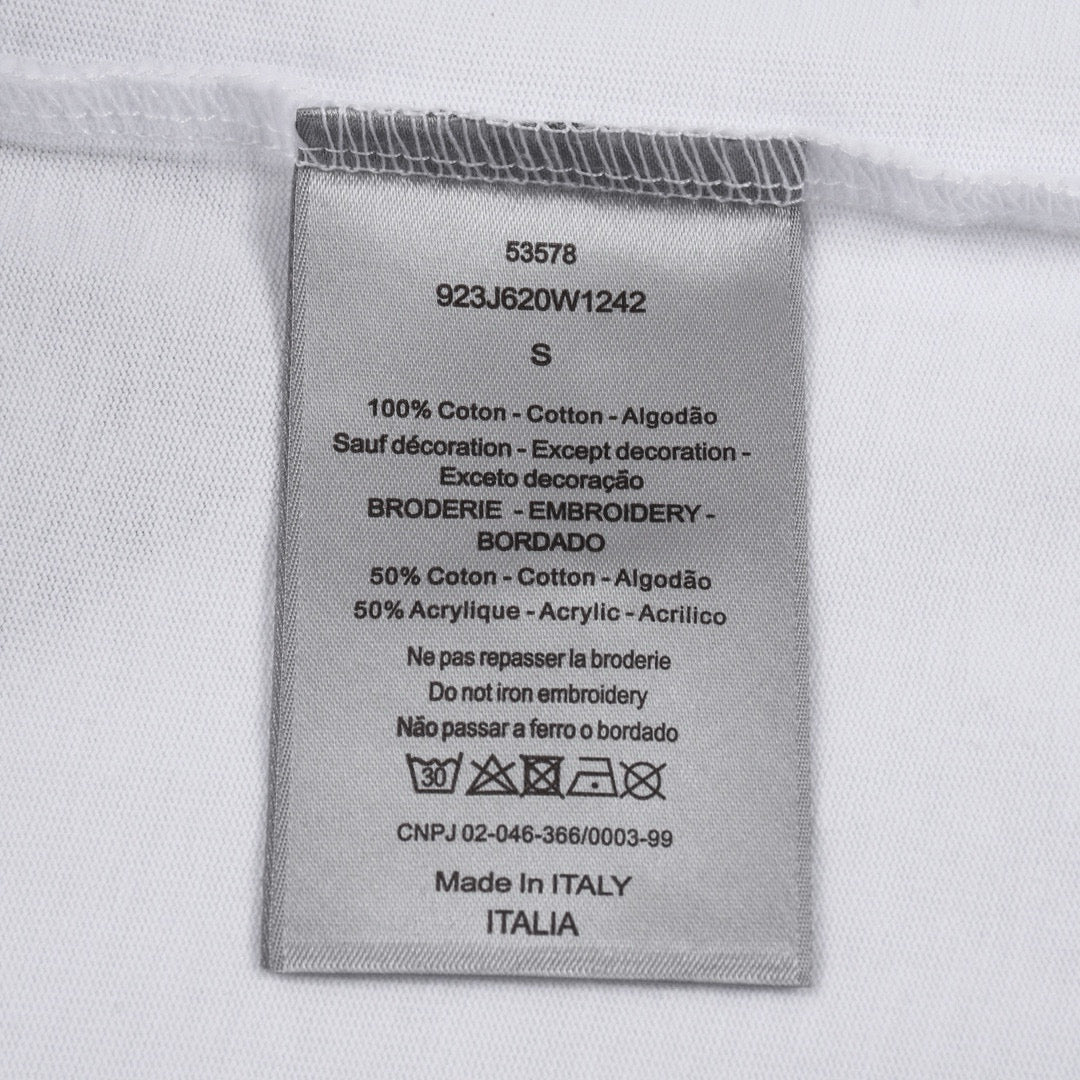 53578
923J620W1242
S
100% Coton - Cotton - Algodão
Sauf décoration - Except decoration -
Exceto decoração
BRODERIE - EMBROIDERY -
BORDADO
50% Coton - Cotton - Algodão
50% Acrylique - Acrylic - Acrilico
Ne pas repasser la broderie
Do not iron embroidery
Não passar a ferro o bordado
30
CNPJ 02-046-366/0003-99
Made In ITALY
ITALIA